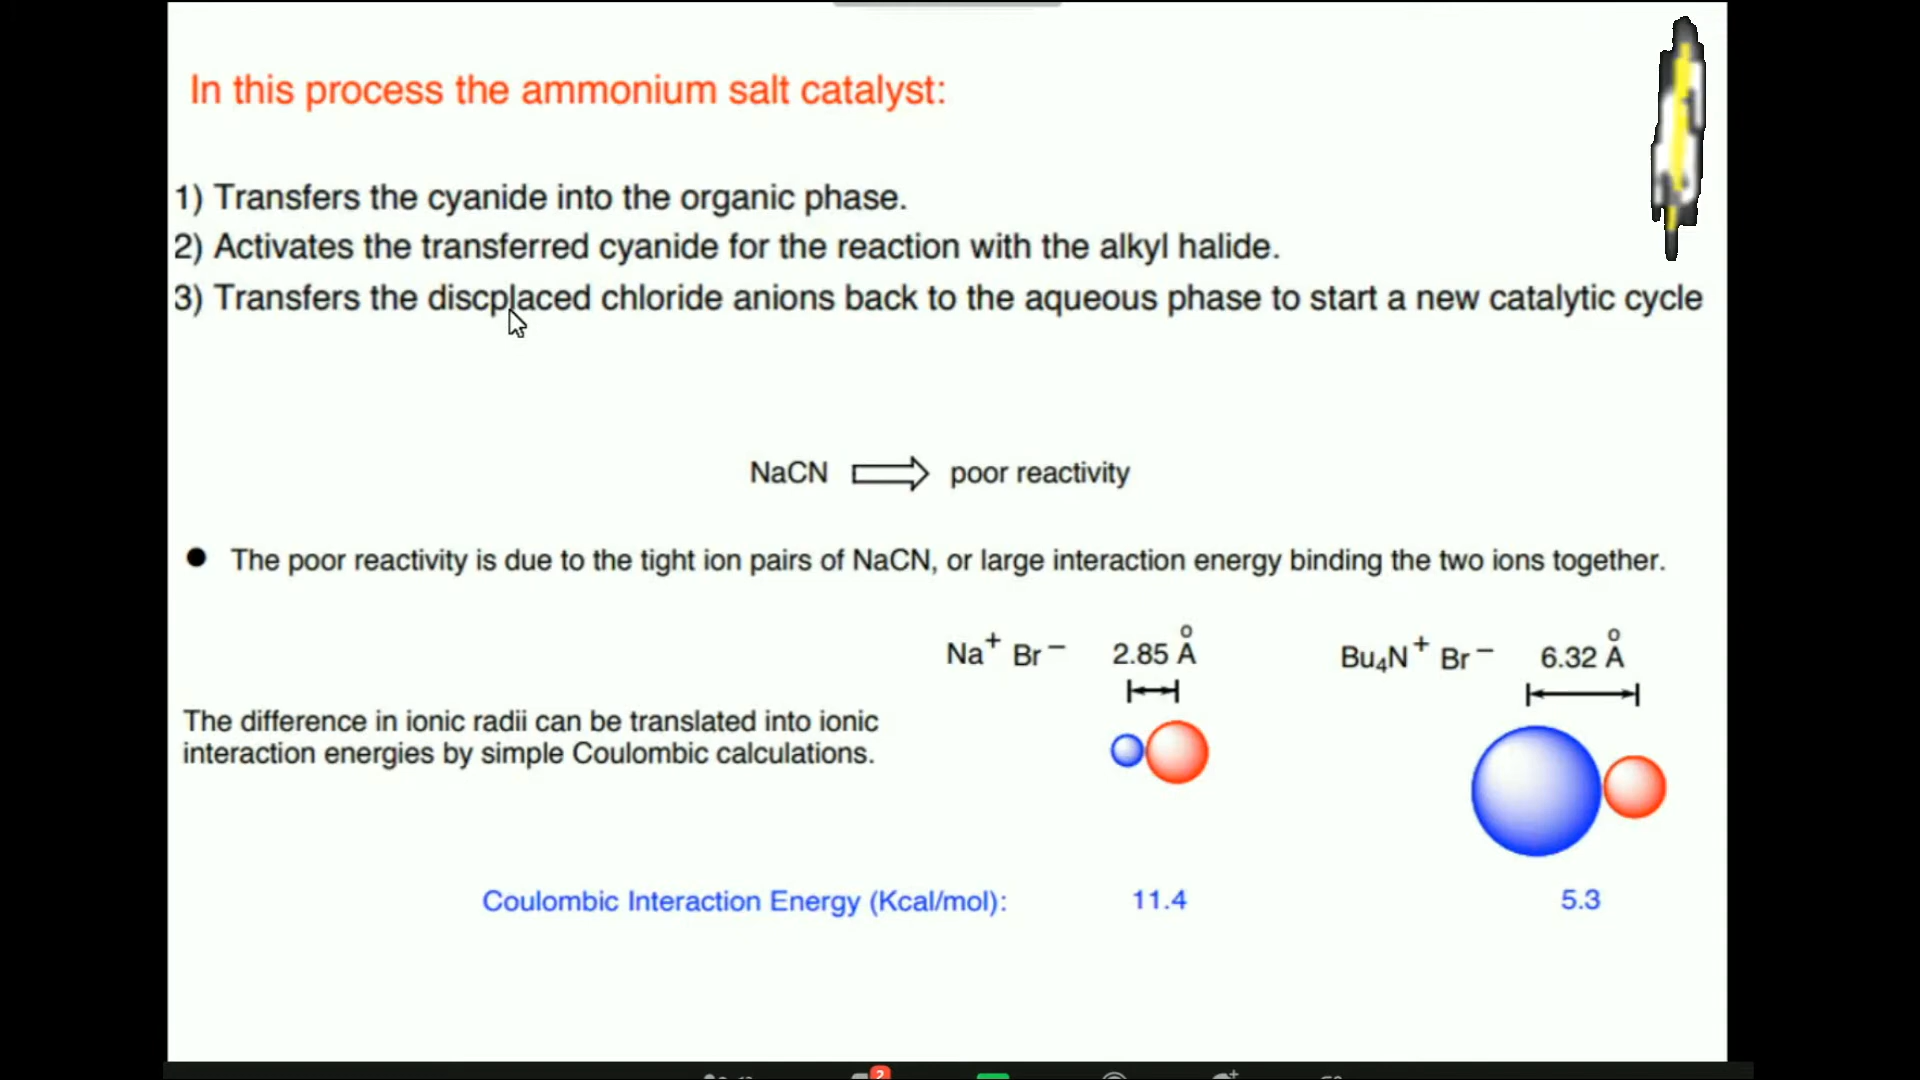 In this process the ammonium salt catalyst:
1) Transfers the cyanide into the organic phase.
2) Activates the transferred cyanide for the reaction with the alkyl halide.
3) Transfers the discplaced chloride anions back to the aqueous phase to start a new catalytic cycle
NaCN ⇒ poor reactivity
● The poor reactivity is due to the tight ion pairs of NaCN, or large interaction energy binding the two ions together.
Na⁺ Br⁻ 2.85 Å Bu₄N⁺ Br⁻ 6.32 Å
The difference in ionic radii can be translated into ionic
interaction energies by simple Coulombic calculations.
Coulombic Interaction Energy (Kcal/mol): 11.4 5.3
2